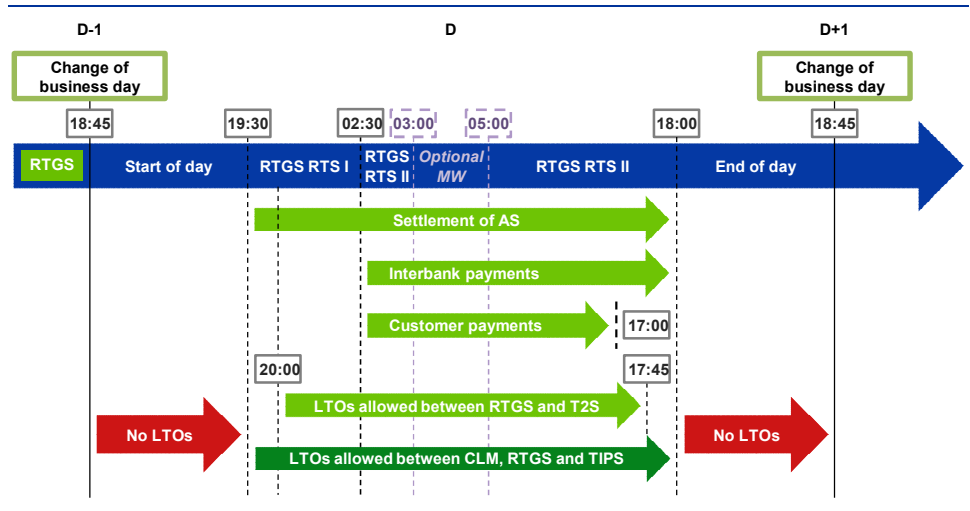 D-1
D
D+1
Change of
business day
Change of
business day
18:45
19:30
02:30
03:00
05:00
18:00
18:45
RTGS
Start of day
RTGS RTS I
RTGS
RTS II
Optional
MW
RTGS RTS II
End of day
Settlement of AS
Interbank payments
Customer payments
17:00
20:00
17:45
LTOs allowed between RTGS and T2S
No LTOs
No LTOs
LTOs allowed between CLM, RTGS and TIPS